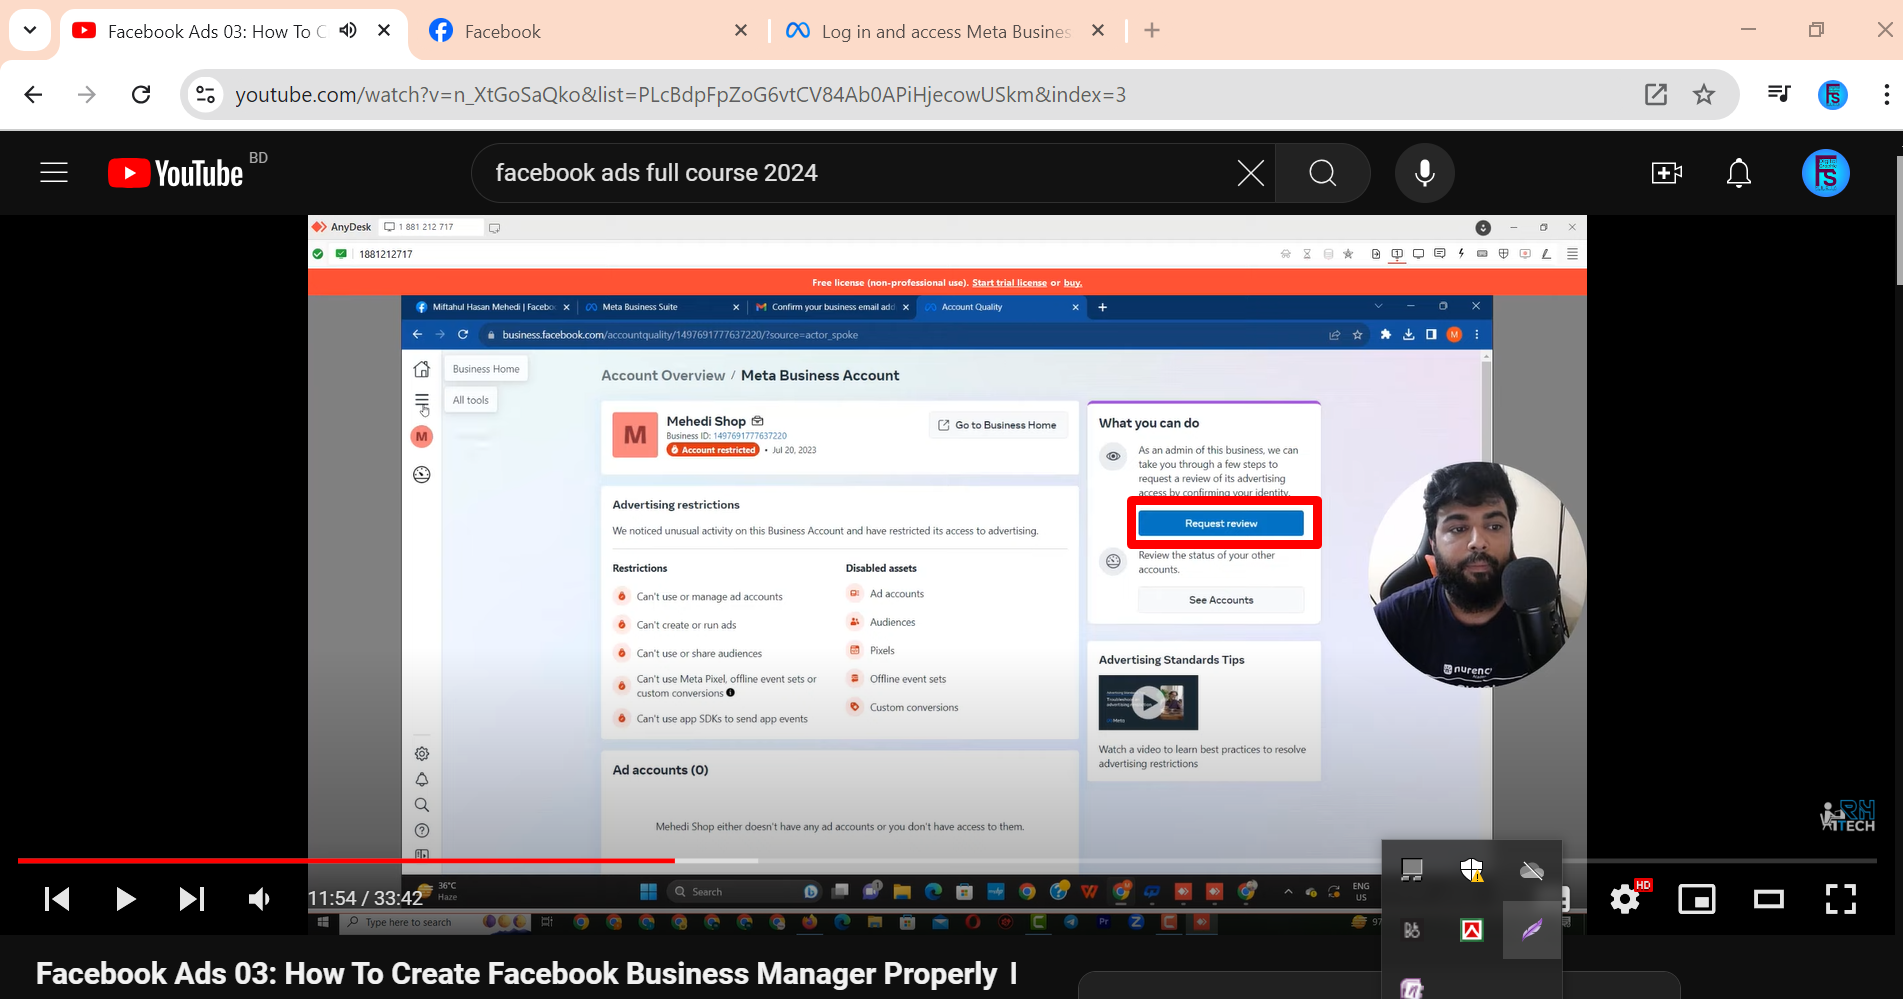 Facebook Ads 03: How To C
Facebook
Log in and access Meta Busines
youtube.com/watch?v=n_XtGoSaQko&list=PLcBdpFpZoG6vtCV84Ab0APiHjecowUSkm&index=3
YouTube BD
facebook ads full course 2024
AnyDesk
1 881 212 717
1881212717
Free license (non-professional use). Start trial license or buy.
Miftahul Hasan Mehedi | Facebo
Meta Business Suite
Confirm your business email add
Account Quality
business.facebook.com/accountquality/1497691777637220/?source=actor_spoke
M
Business Home
All tools
M
Account Overview / Meta Business Account
M
Mehedi Shop
Business ID: 1497691777637220
Account restricted • Jul 20, 2023
Go to Business Home
Advertising restrictions
We noticed unusual activity on this Business Account and have restricted its access to advertising.
Restrictions
Can't use or manage ad accounts
Can't create or run ads
Can't use or share audiences
Can't use Meta Pixel, offline event sets or
custom conversions
Can't use app SDKs to send app events
Disabled assets
Ad accounts
Audiences
Pixels
Offline event sets
Custom conversions
Ad accounts (0)
Mehedi Shop either doesn't have any ad accounts or you don't have access to them.
What you can do
As an admin of this business, we can
take you through a few steps to
request a review of its advertising
access by confirming your identity.
Request review
Review the status of your other
accounts.
See Accounts
Advertising Standards Tips
Watch a video to learn best practices to resolve
advertising restrictions
nurenc
RH
ITECH
11:54 / 33:42
36°C
Haze
Search
ENG
US
HD
Type here to search
97
Facebook Ads 03: How To Create Facebook Business Manager Properly I